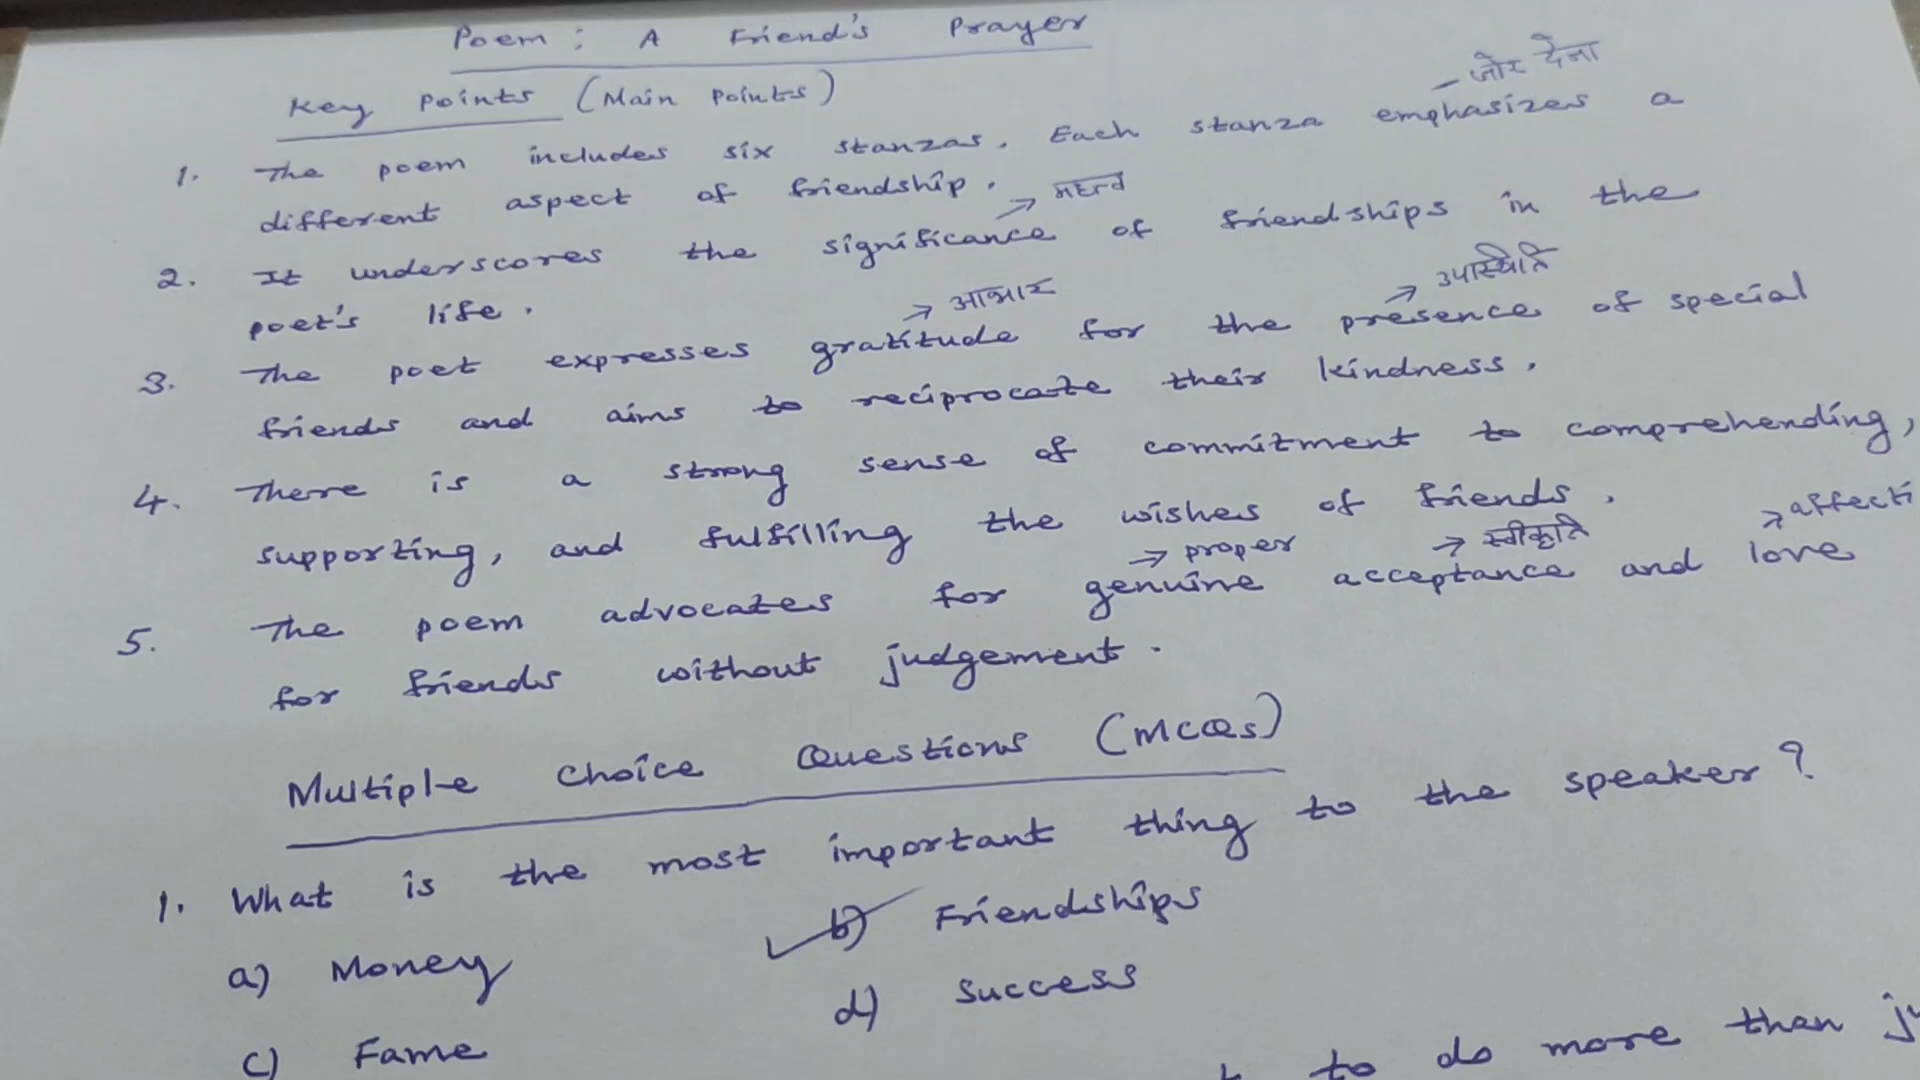 Poem : A Friend's Prayer
Key Points (Main Points)
– जोर देना
1. The poem includes six stanzas. Each stanza emphasizes a
different aspect of friendship.
→ महत्व
2. It underscores the significance of friendships in the
poet's life.
→ आभार → उपस्थिति
3. The poet expresses gratitude for the presence of special
friends and aims to reciprocate their kindness.
4. There is a strong sense of commitment to comprehending,
supporting, and fulfilling the wishes of friends.
→ proper → स्वीकृति → affecti
5. The poem advocates for genuine acceptance and love
for friends without judgement.
Multiple Choice Questions (MCQs)
1. What is the most important thing to the speaker?
a) Money b) Friendships
c) Fame d) Success
to do more than